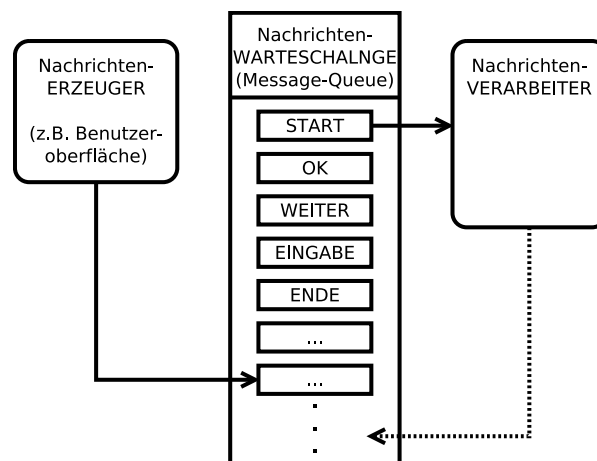 Nachrichten-
ERZEUGER
(z.B. Benutzer-
oberfläche)
Nachrichten-
WARTESCHALNGE
(Message-Queue)
START
OK
WEITER
EINGABE
ENDE
...
...
Nachrichten-
VERARBEITER